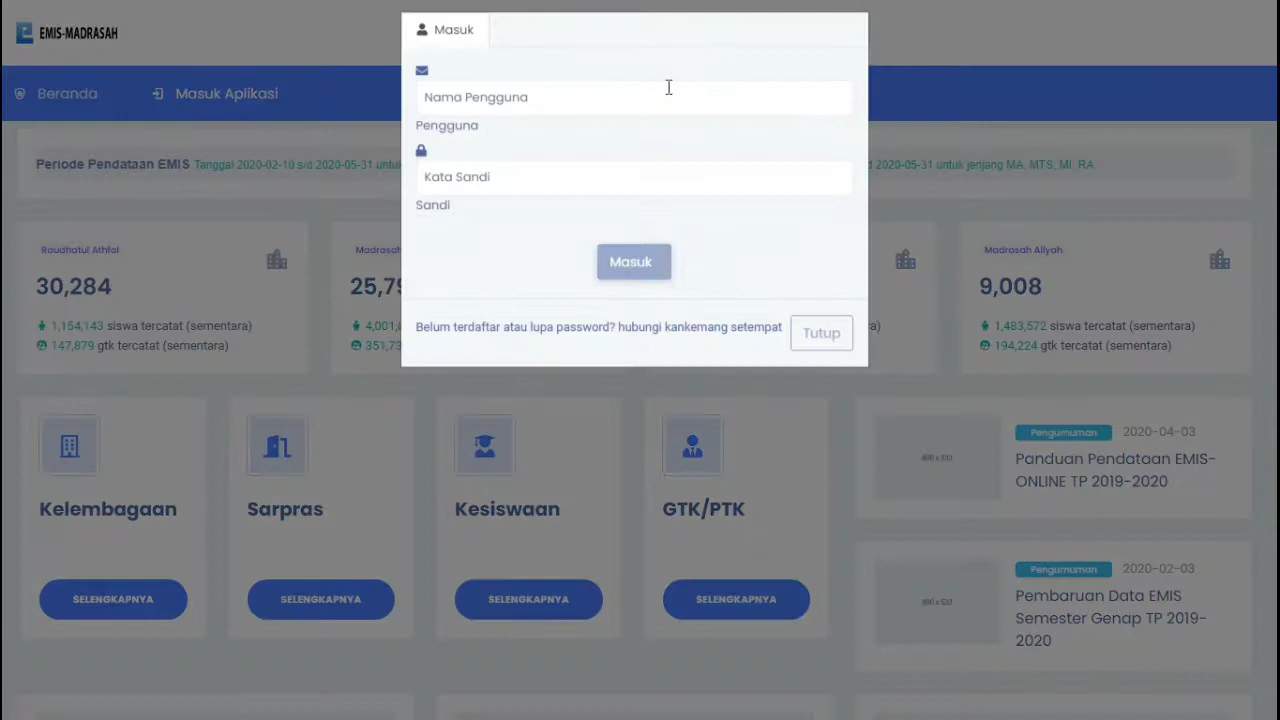 EMIS-MADRASAH
Masuk
Beranda
Masuk Aplikasi
Nama Pengguna
Pengguna
Kata Sandi
Sandi
Masuk
Belum terdaftar atau lupa password? hubungi kankemang setempat
Tutup
Periode Pendataan EMIS Tanggal 2020-02-10 s/d 2020-05-31
2020-05-31 untuk jenjang MA, MTS, MI, RA.
Raudhatul Athfal
30,284
1,154,143 siswa tercatat (sementara)
147,879 gtk tercatat (sementara)
Madrasah Aliyah
9,008
1,483,572 siswa tercatat (sementara)
194,224 gtk tercatat (sementara)
Kelembagaan
SELENGKAPNYA
Sarpras
SELENGKAPNYA
Kesiswaan
SELENGKAPNYA
GTK/PTK
SELENGKAPNYA
Pengumuman 2020-04-03
Panduan Pendataan EMIS-
ONLINE TP 2019-2020
Pengumuman 2020-02-03
Pembaruan Data EMIS
Semester Genap TP 2019-
2020